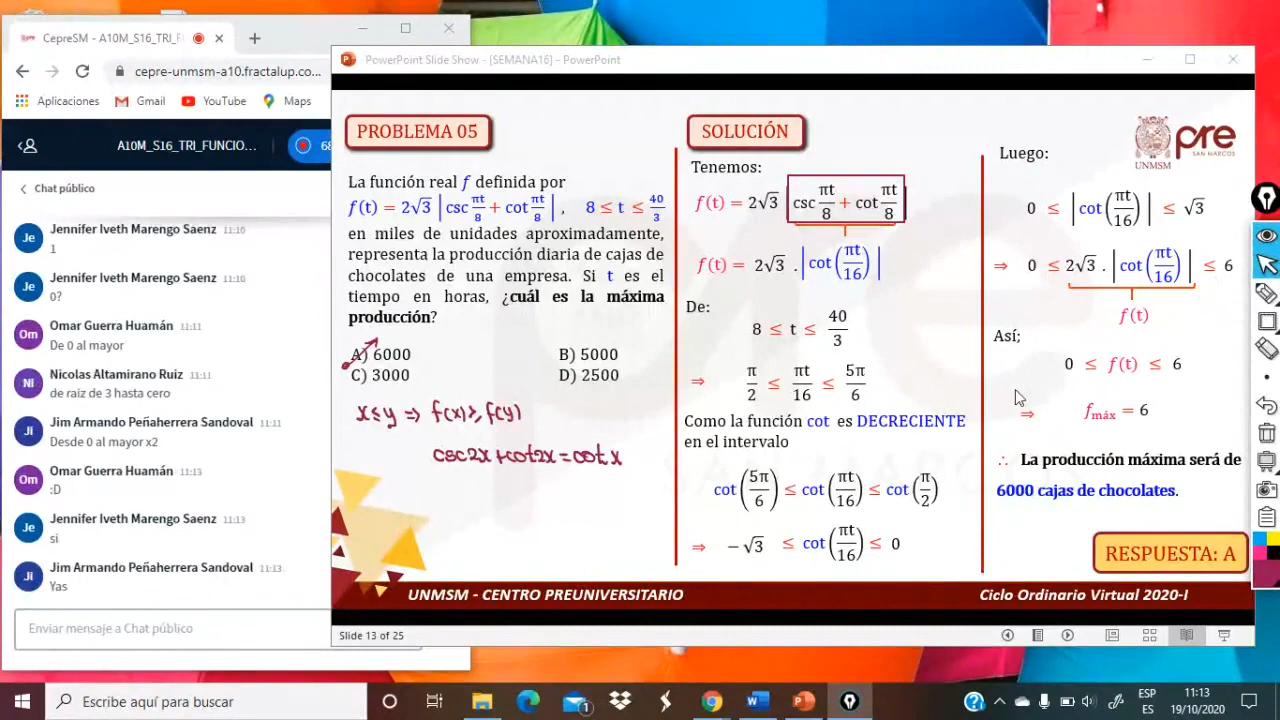 CepreSM - A10M_S16_TRI_F
cepre-unmsm-a10.fractalup.co...
Aplicaciones
Gmail
YouTube
Maps
A10M_S16_TRI_FUNCIO...
68
Chat público
Je
Jennifer Iveth Marengo Saenz 11:10
1
Je
Jennifer Iveth Marengo Saenz 11:10
0?
Om
Omar Guerra Huamán 11:11
De 0 al mayor
Ni
Nicolas Altamirano Ruiz 11:11
de raiz de 3 hasta cero
Ji
Jim Armando Peñaherrera Sandoval 11:11
Desde 0 al mayor x2
Om
Omar Guerra Huamán 11:13
:D
Je
Jennifer Iveth Marengo Saenz 11:13
si
Ji
Jim Armando Peñaherrera Sandoval 11:13
Yas
Enviar mensaje a Chat público
PowerPoint Slide Show - [SEMANA16] - PowerPoint
PROBLEMA 05
La función real f definida por
f(t) = 2√3 | csc πt/8 + cot πt/8 | , 8 ≤ t ≤ 40/3
en miles de unidades aproximadamente,
representa la producción diaria de cajas de
chocolates de una empresa. Si t es el
tiempo en horas, ¿cuál es la máxima
producción?
A) 6000 B) 5000
C) 3000 D) 2500
x ≤ y ⇒ f(x) ≥ f(y)
csc2x + cot2x = cot x
SOLUCIÓN
Tenemos:
f(t) = 2√3 | csc πt/8 + cot πt/8 |
f(t) = 2√3 . | cot (πt/16) |
De:
8 ≤ t ≤ 40/3
⇒ π/2 ≤ πt/16 ≤ 5π/6
Como la función cot es DECRECIENTE
en el intervalo
cot (5π/6) ≤ cot (πt/16) ≤ cot (π/2)
⇒ −√3 ≤ cot (πt/16) ≤ 0
Luego:
UNMSM
pre
SAN MARCOS
0 ≤ | cot (πt/16) | ≤ √3
⇒ 0 ≤ 2√3 . | cot (πt/16) | ≤ 6
f(t)
Así;
0 ≤ f(t) ≤ 6
⇒ fmáx = 6
∴ La producción máxima será de
6000 cajas de chocolates.
RESPUESTA: A
UNMSM - CENTRO PREUNIVERSITARIO
Ciclo Ordinario Virtual 2020-I
Slide 13 of 25
Escribe aquí para buscar
1
ESP
ES
11:13
19/10/2020